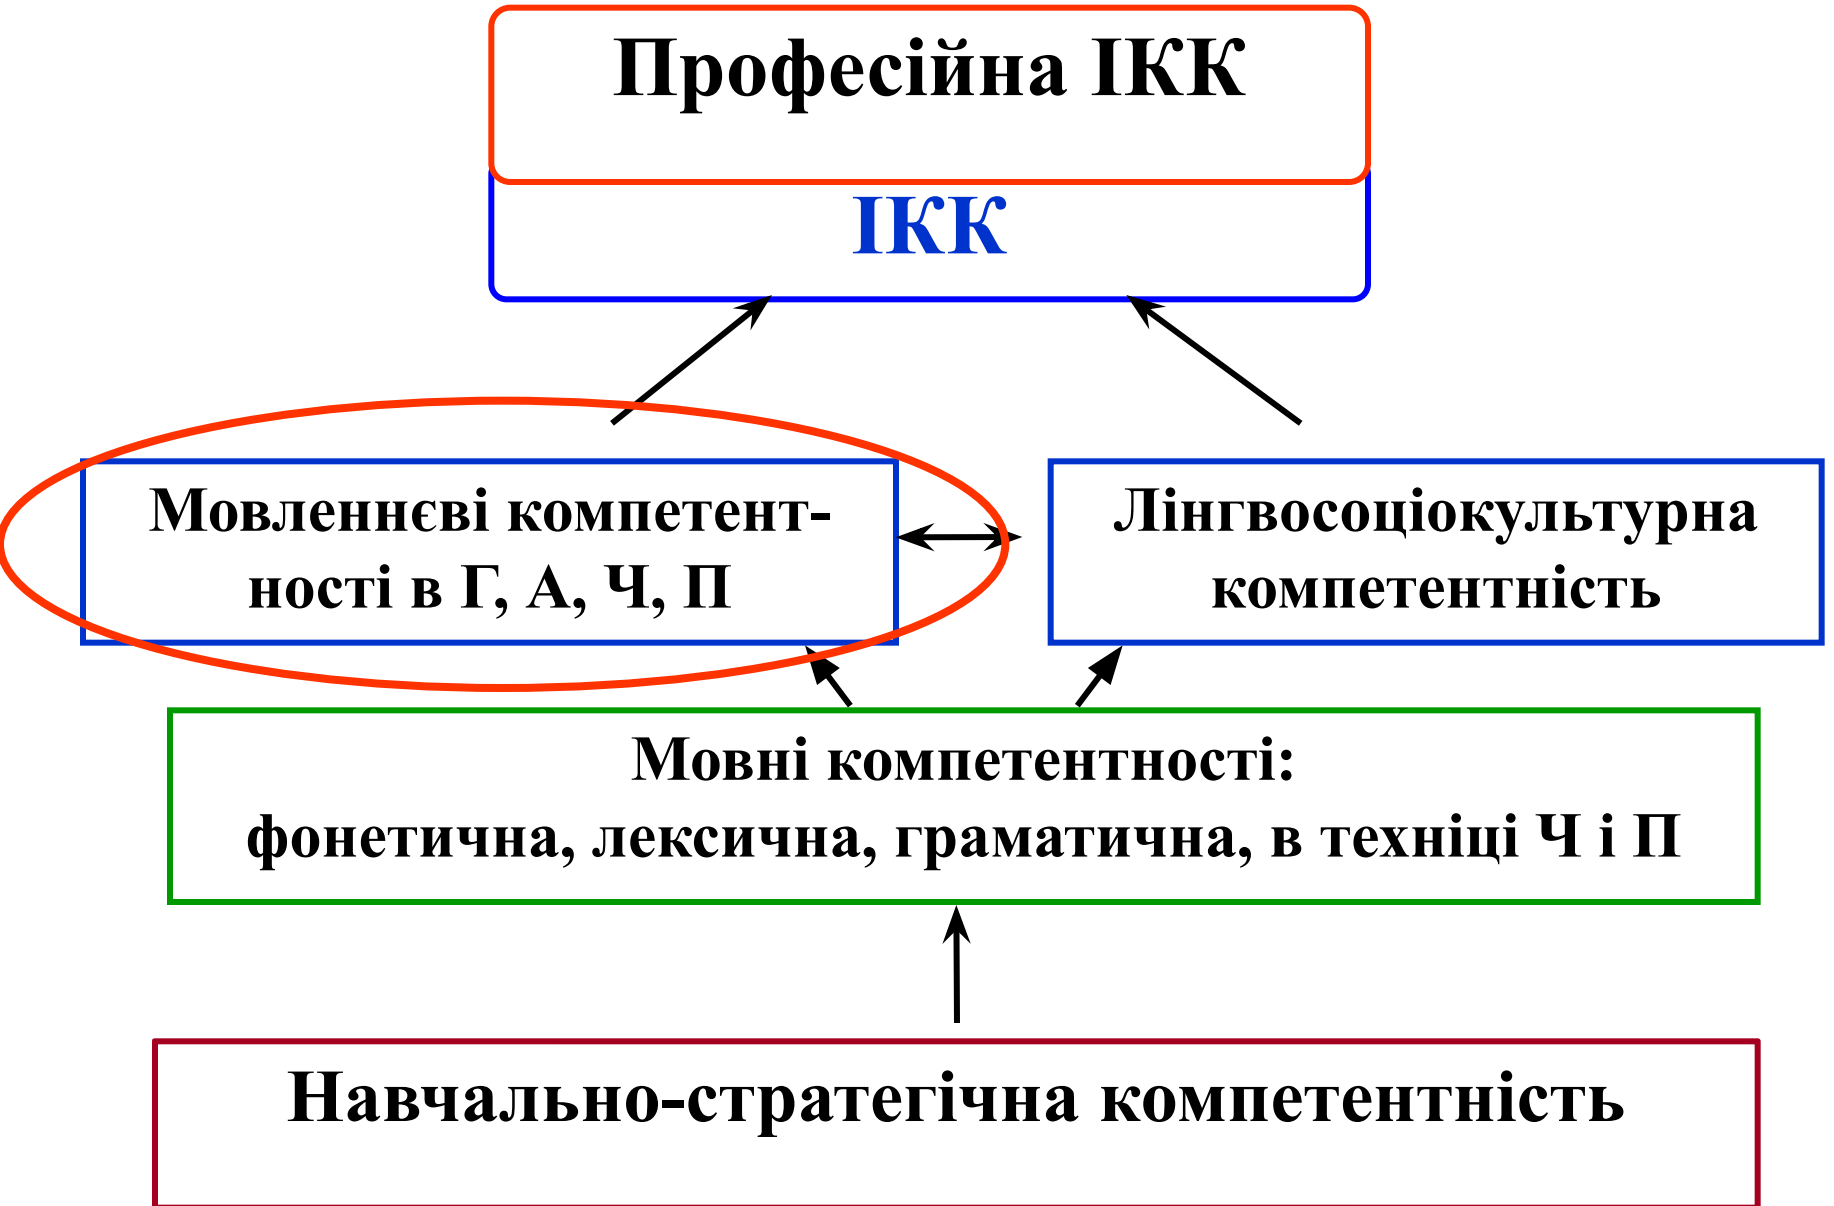 Професійна ІКК
ІКК
Мовленнєві компетент-
ності в Г, А, Ч, П
Лінгвосоціокультурна
компетентність
Мовні компетентності:
фонетична, лексична, граматична, в техніці Ч і П
Навчально-стратегічна компетентність